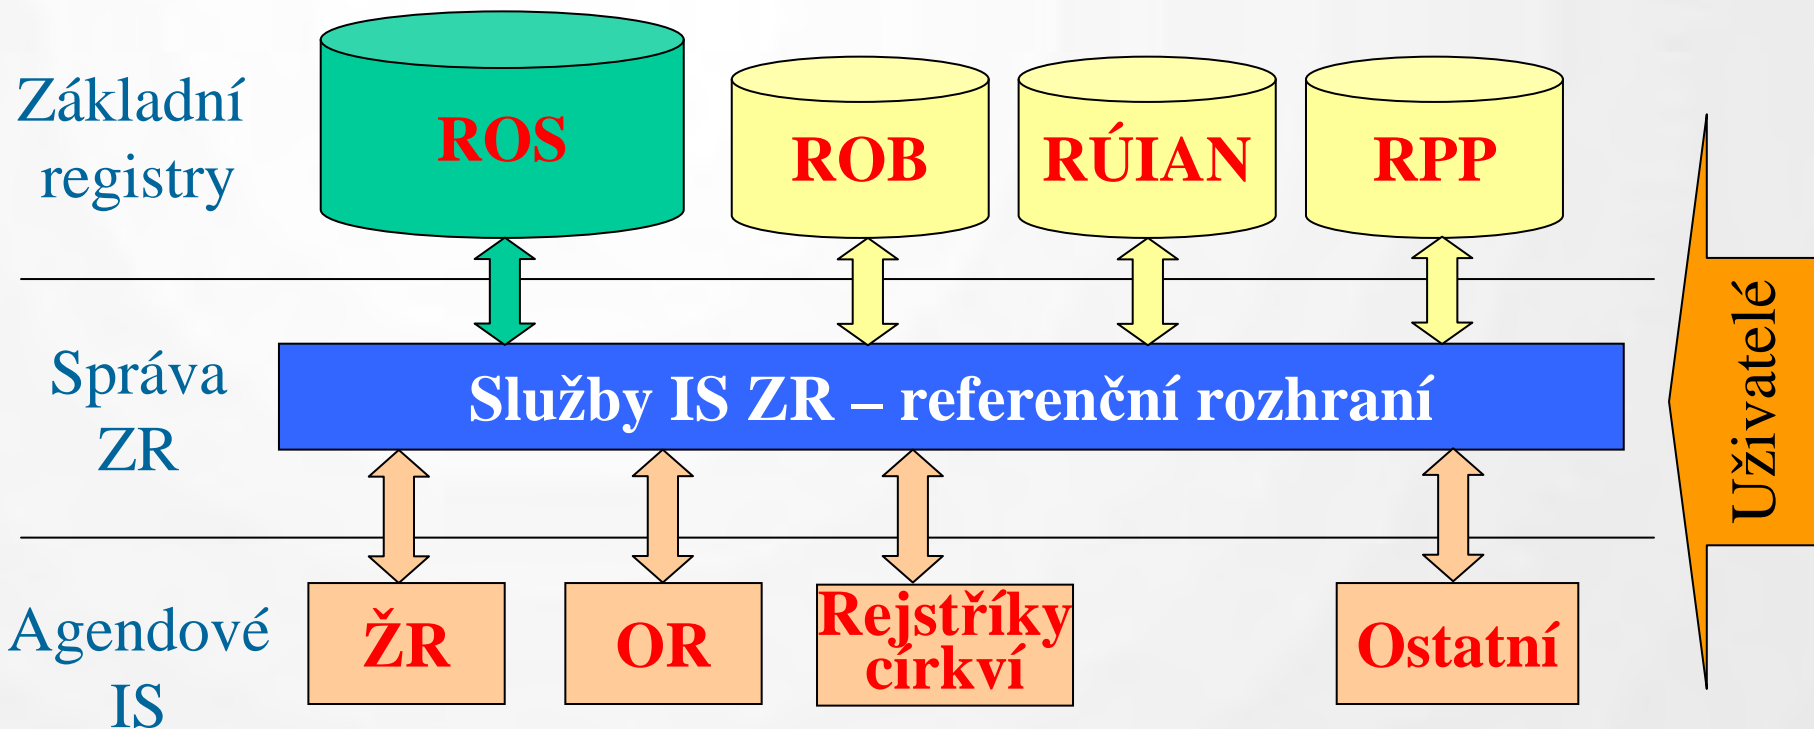 Základní
registry
ROS
ROB
RÚIAN
RPP
Správa
ZR
Služby IS ZR – referenční rozhraní
Uživatelé
Agendové
IS
ŽR
OR
Rejstříky
církví
Ostatní